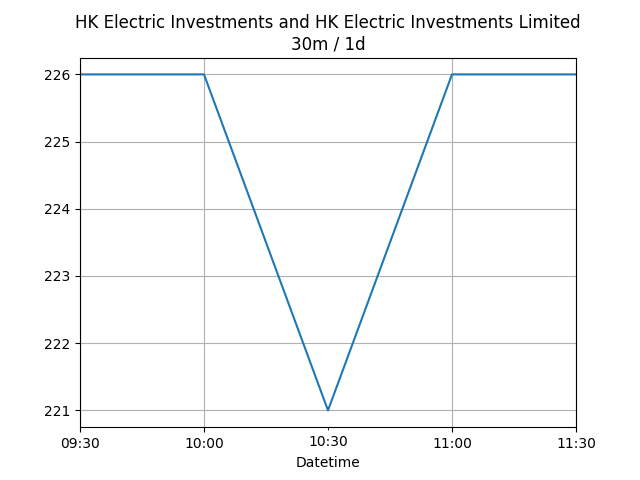 HK Electric Investments and HK Electric Investments Limited
30m / 1d
226
225
224
223
222
221
09:30 10:00 10:30 11:00 11:30
Datetime